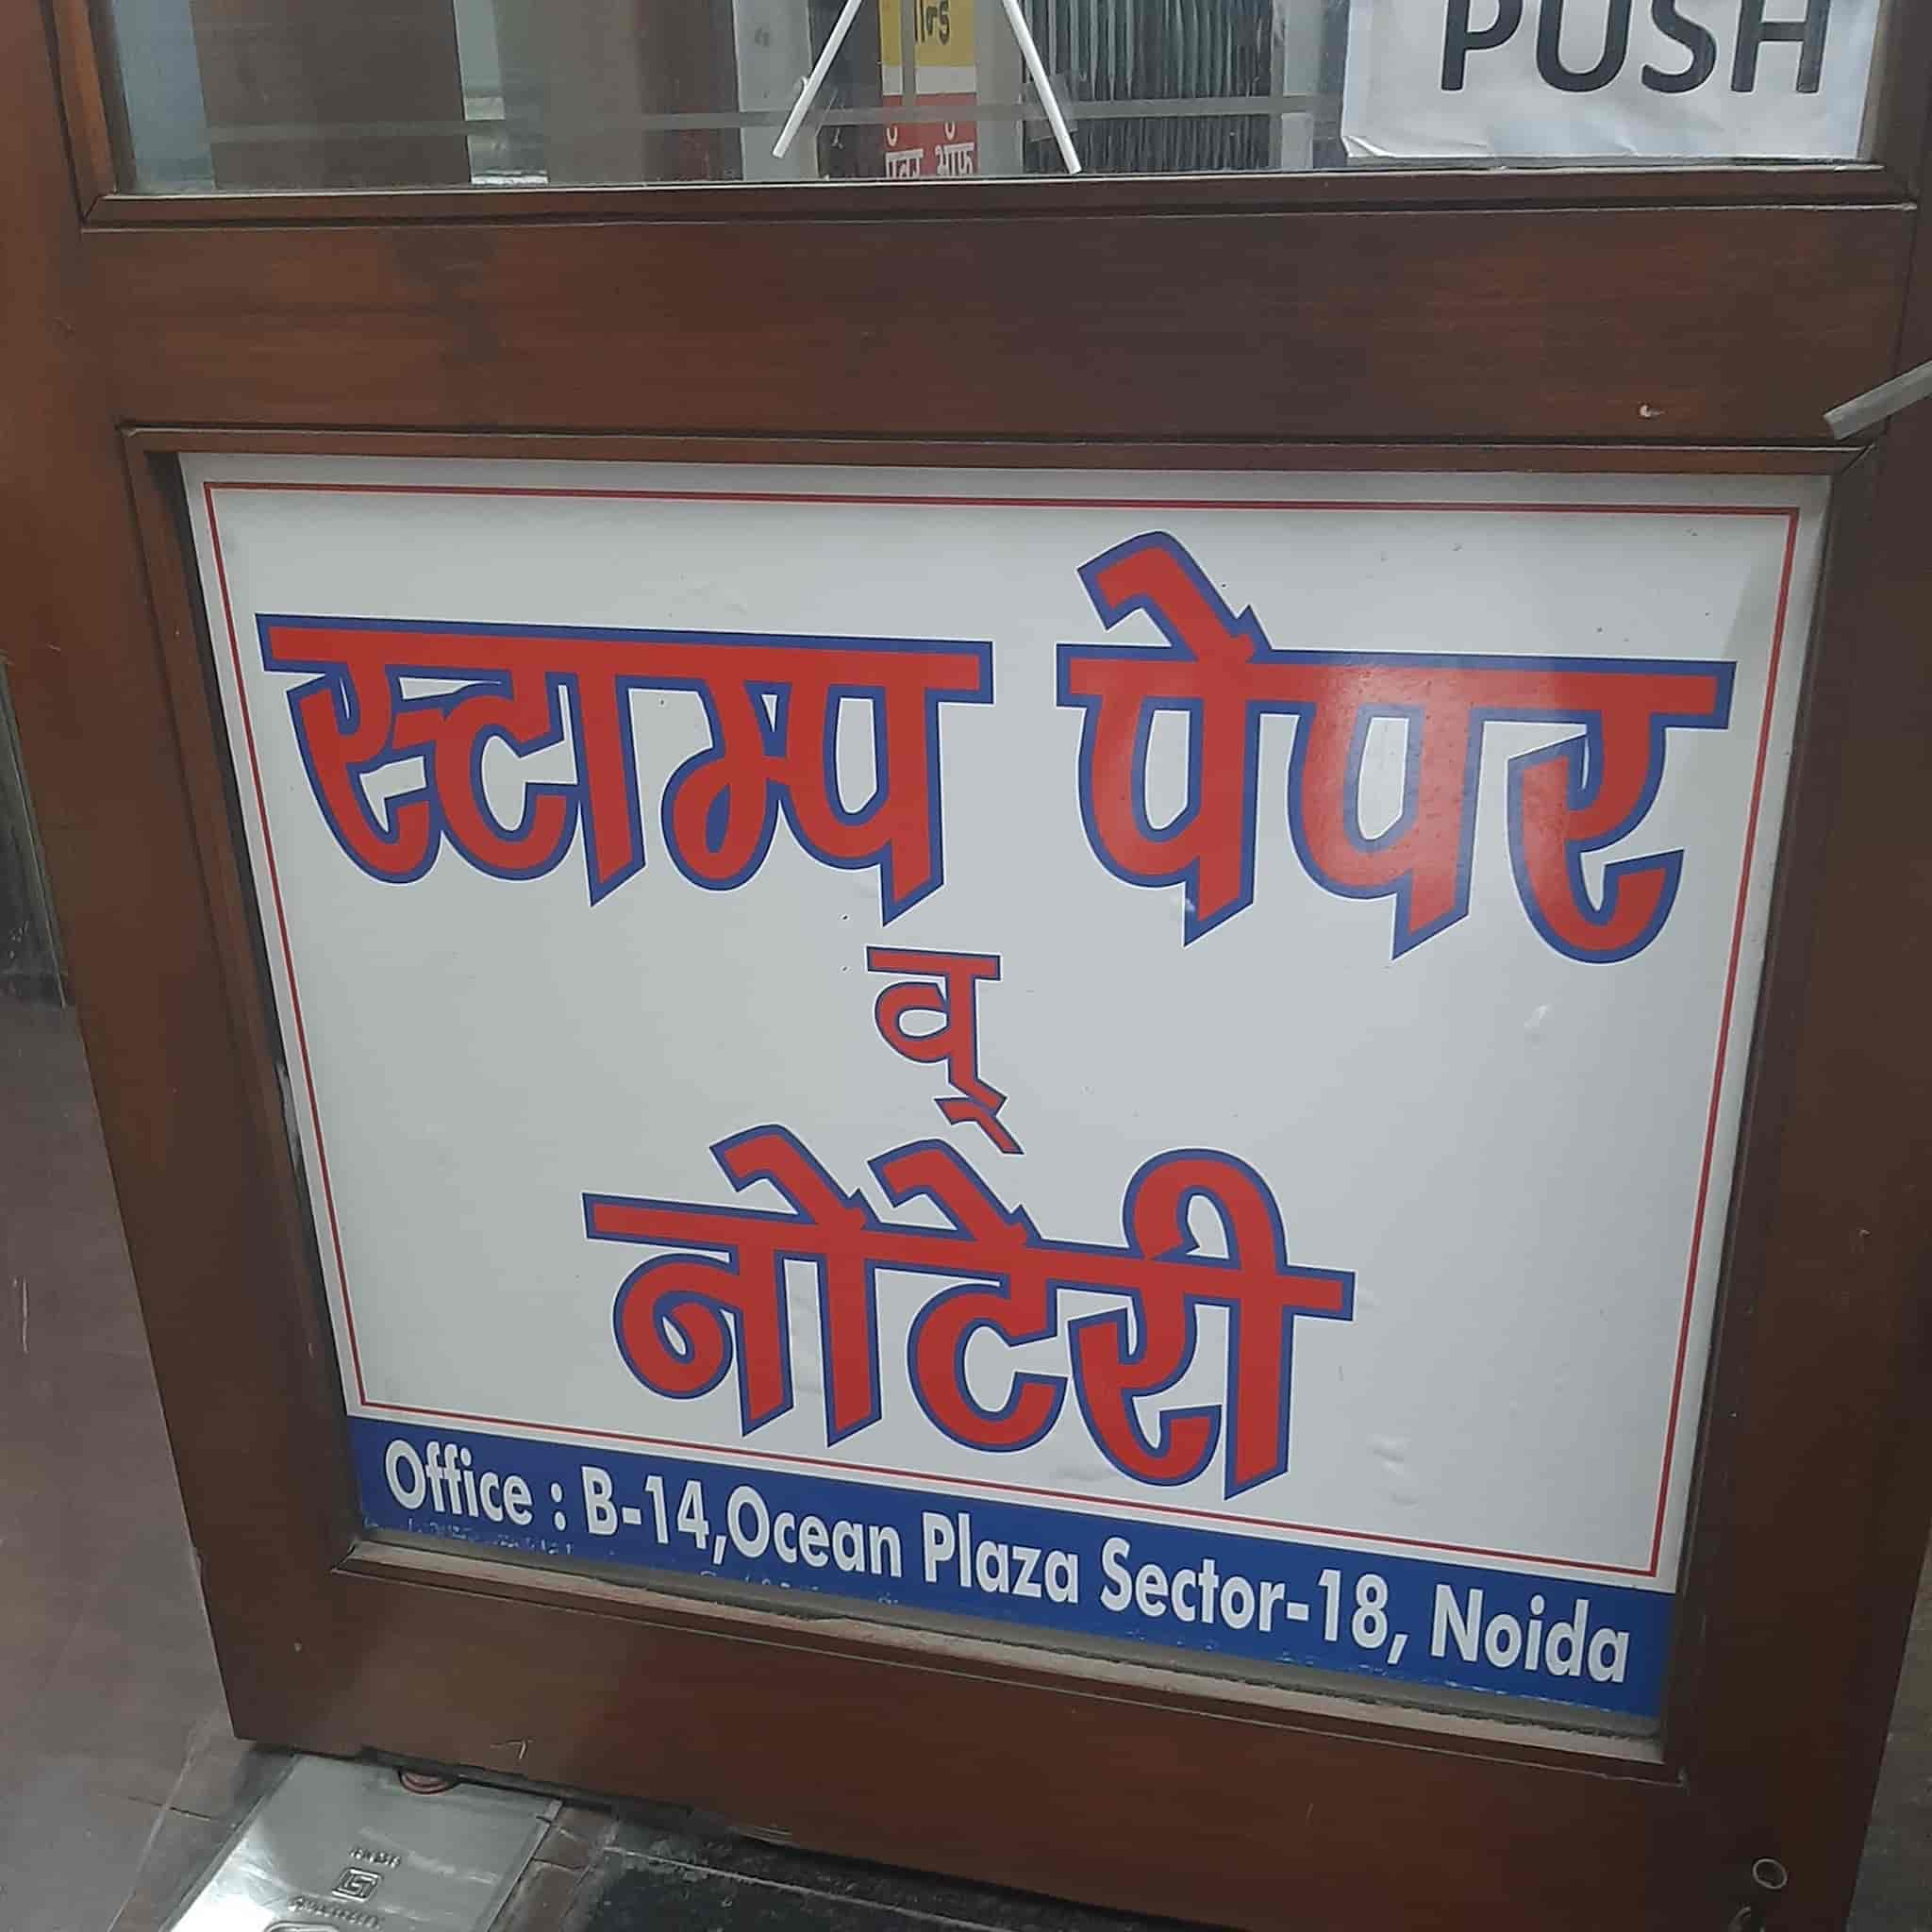 PUSH
स्टाम्प पेपर
व्
नोटेरी
Office : B-14,Ocean Plaza Sector-18, Noida